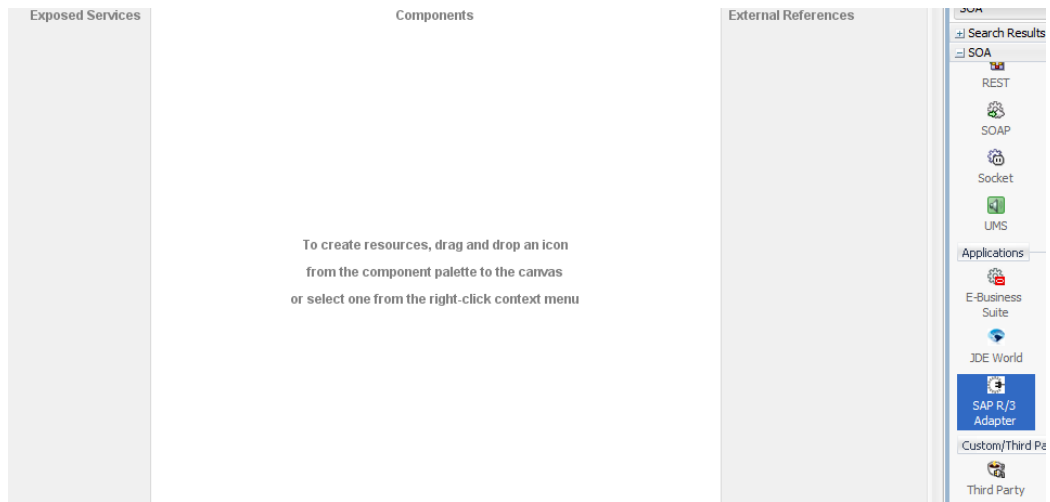 Exposed Services
Components
External References
To create resources, drag and drop an icon
from the component palette to the canvas
or select one from the right-click context menu
SOA
Search Results
SOA
REST
SOAP
Socket
UMS
Applications
E-Business
Suite
JDE World
SAP R/3
Adapter
Custom/Third Pa
Third Party